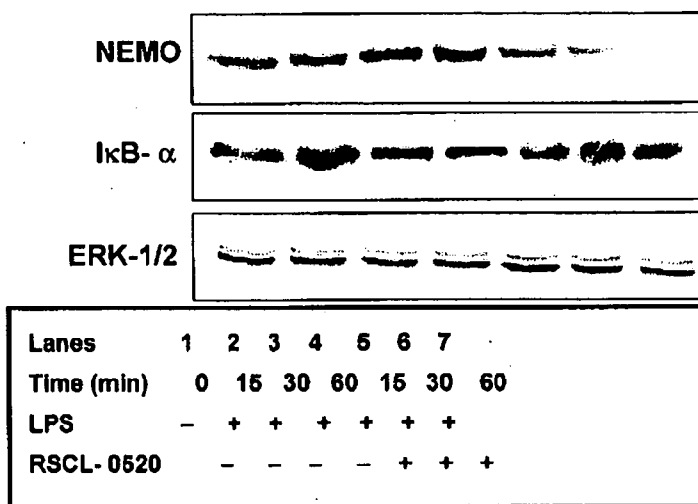 NEMO
IκB- α
ERK-1/2
Lanes 1 2 3 4 5 6 7
Time (min) 0 15 30 60 15 30 60
LPS – + + + + + +
RSCL- 0520 – – – – + + +